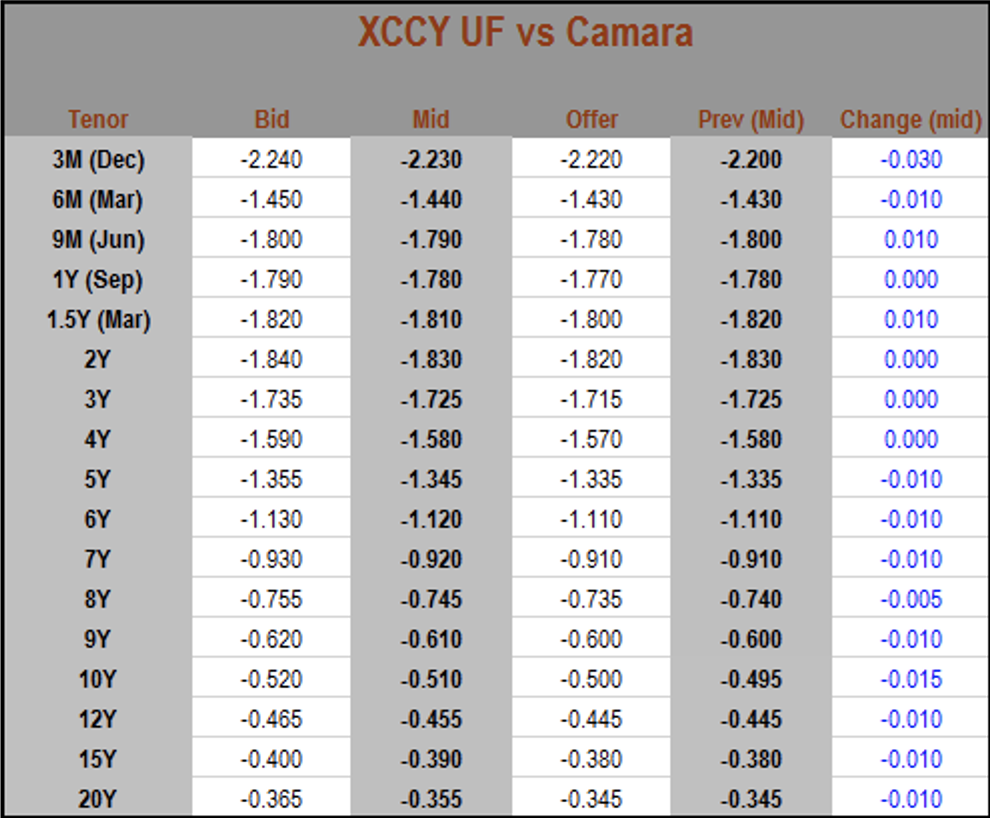 XCCY UF vs Camara
Tenor Bid Mid Offer Prev (Mid) Change (mid)
3M (Dec) -2.240 -2.230 -2.220 -2.200 -0.030
6M (Mar) -1.450 -1.440 -1.430 -1.430 -0.010
9M (Jun) -1.800 -1.790 -1.780 -1.800 0.010
1Y (Sep) -1.790 -1.780 -1.770 -1.780 0.000
1.5Y (Mar) -1.820 -1.810 -1.800 -1.820 0.010
2Y -1.840 -1.830 -1.820 -1.830 0.000
3Y -1.735 -1.725 -1.715 -1.725 0.000
4Y -1.590 -1.580 -1.570 -1.580 0.000
5Y -1.355 -1.345 -1.335 -1.335 -0.010
6Y -1.130 -1.120 -1.110 -1.110 -0.010
7Y -0.930 -0.920 -0.910 -0.910 -0.010
8Y -0.755 -0.745 -0.735 -0.740 -0.005
9Y -0.620 -0.610 -0.600 -0.600 -0.010
10Y -0.520 -0.510 -0.500 -0.495 -0.015
12Y -0.465 -0.455 -0.445 -0.445 -0.010
15Y -0.400 -0.390 -0.380 -0.380 -0.010
20Y -0.365 -0.355 -0.345 -0.345 -0.010